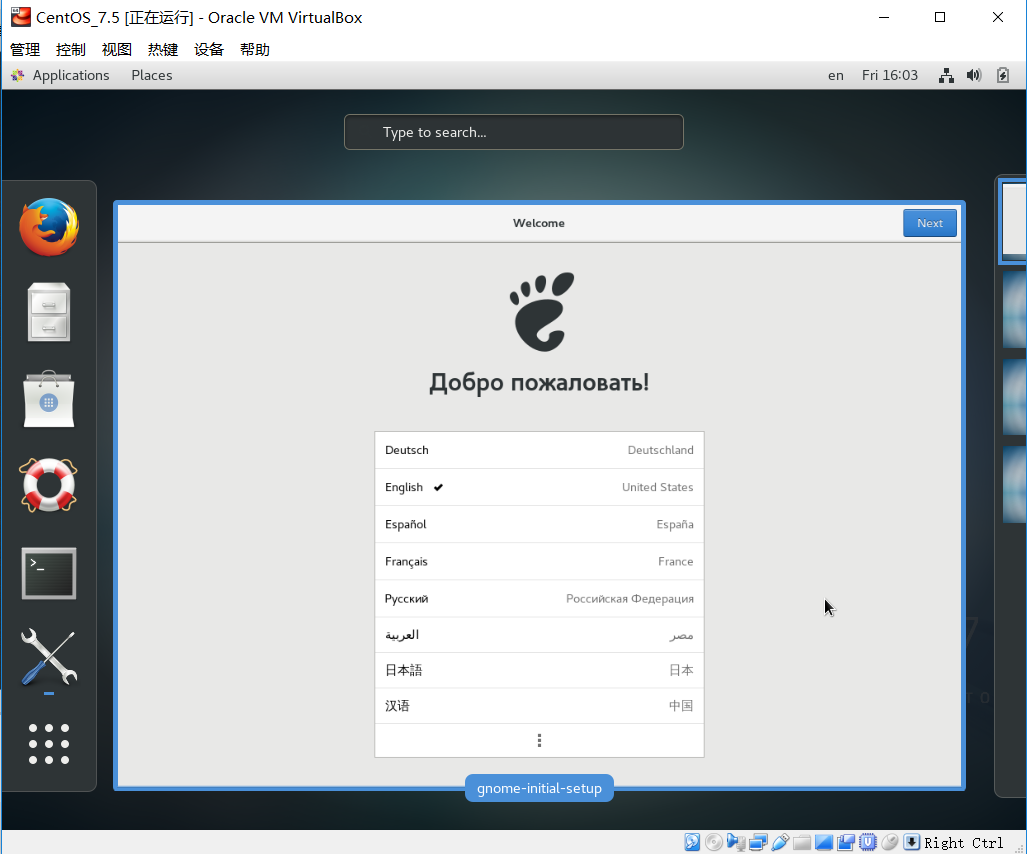 CentOS_7.5 [正在运行] - Oracle VM VirtualBox
管理 控制 视图 热键 设备 帮助
Applications Places en Fri 16:03
Type to search...
Welcome Next
Добро пожаловать!
Deutsch Deutschland
English United States
Español España
Français France
Русский Российская Федерация
العربية مصر
日本語 日本
汉语 中国
gnome-initial-setup
Right Ctrl